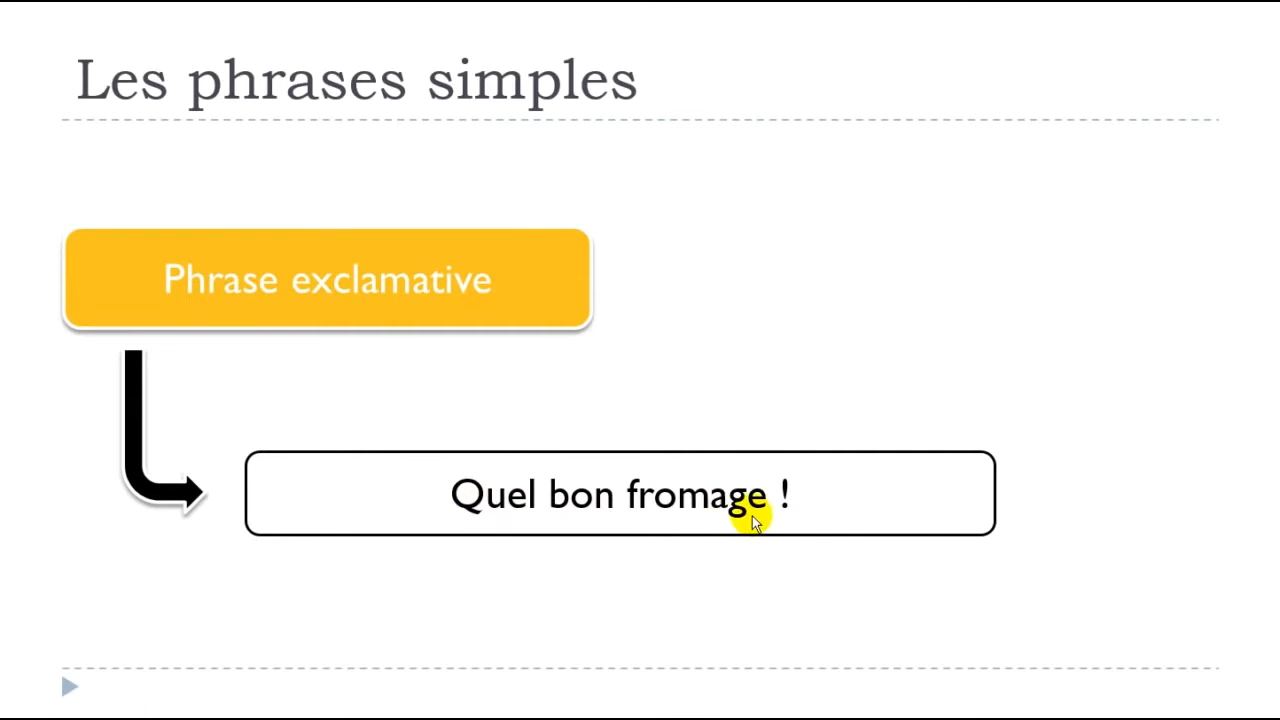 Les phrases simples
Phrase exclamative
Quel bon fromage !